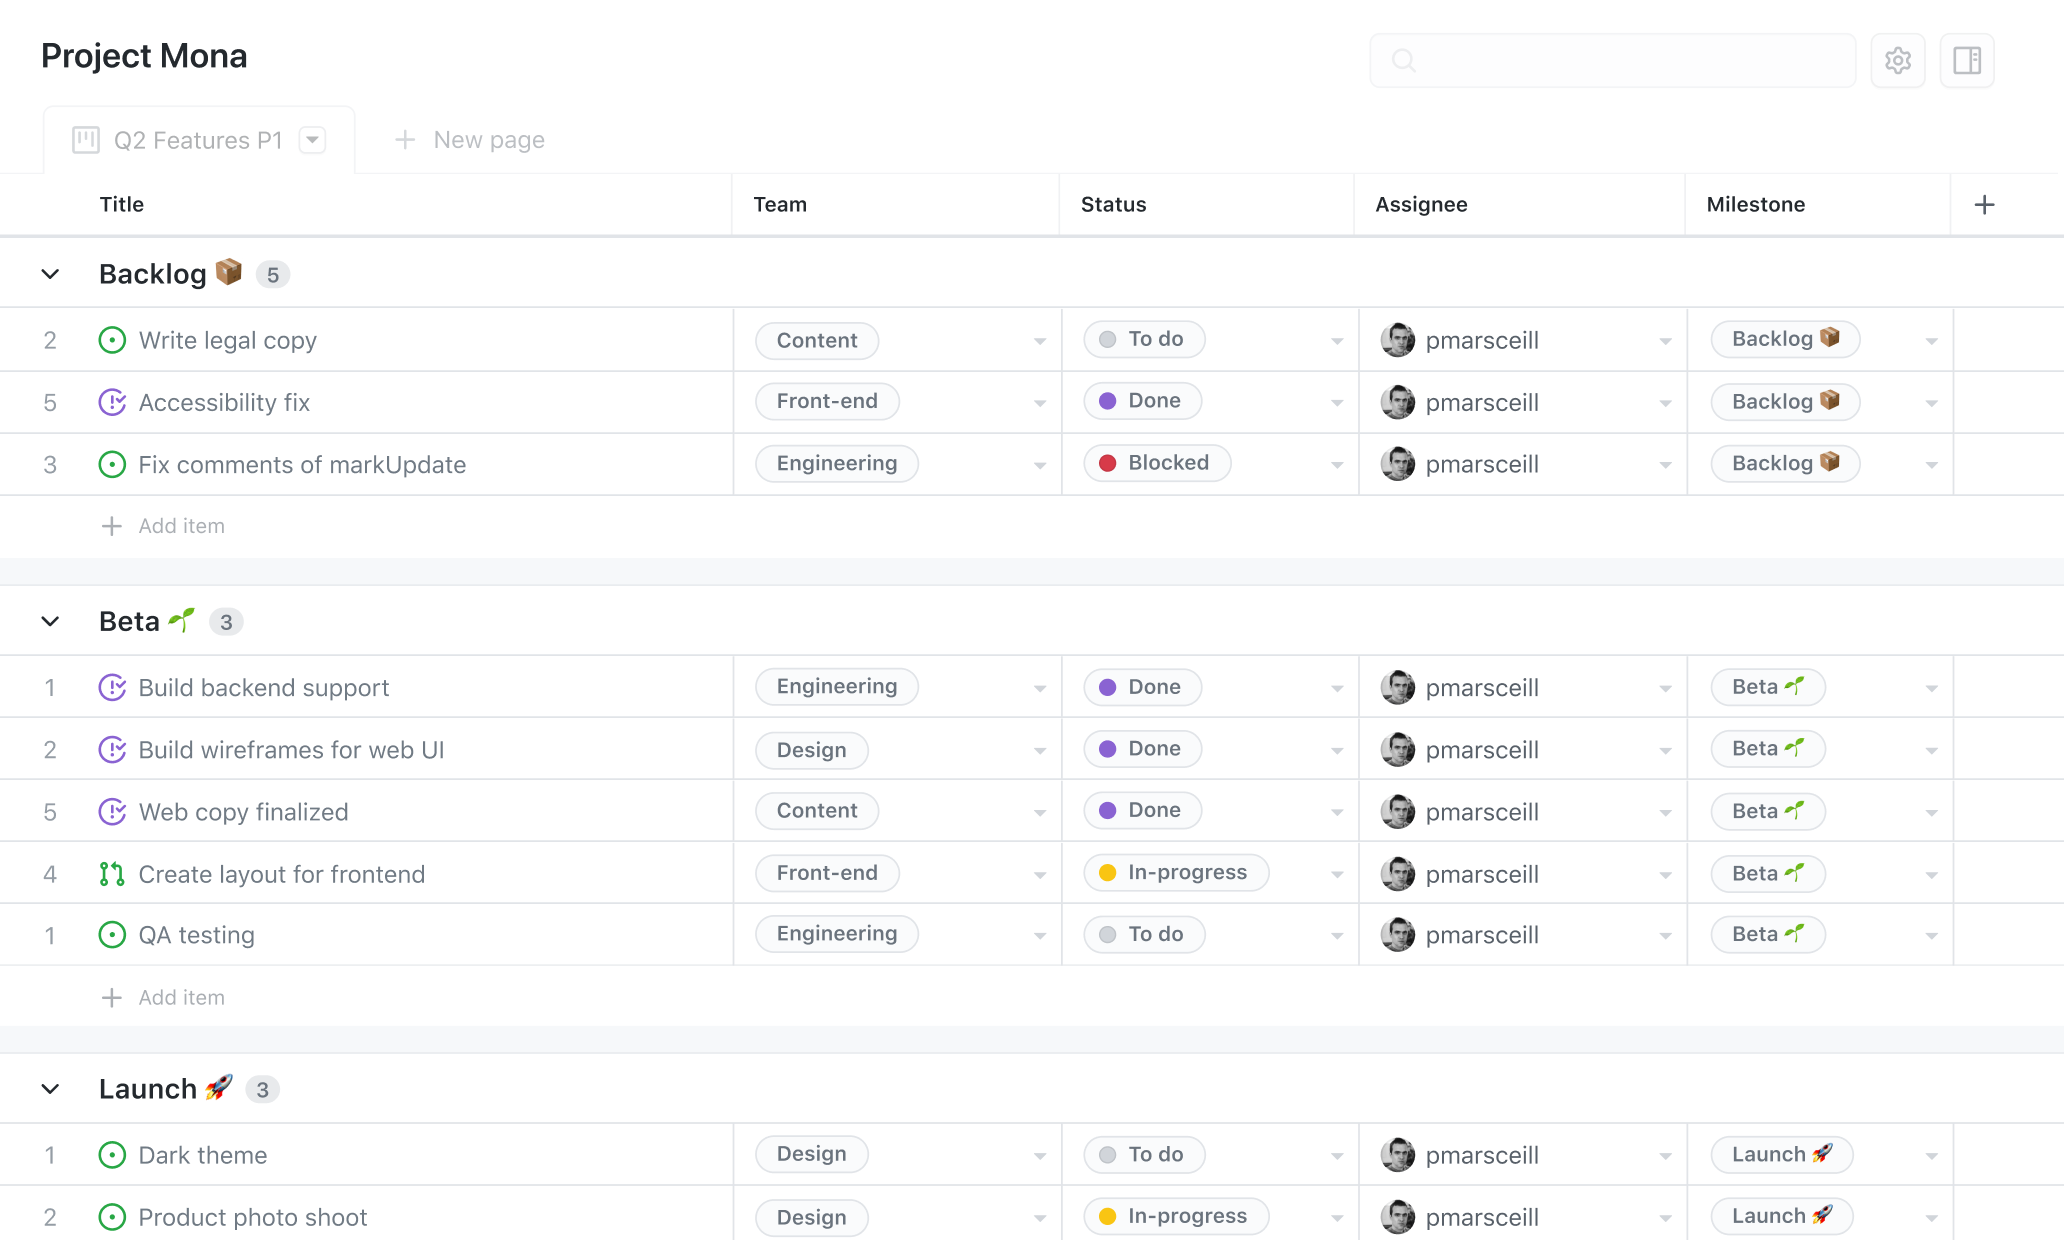 Project Mona
Q2 Features P1 New page
Title Team Status Assignee Milestone
Backlog 5
2 Write legal copy Content To do pmarsceill Backlog
5 Accessibility fix Front-end Done pmarsceill Backlog
3 Fix comments of markUpdate Engineering Blocked pmarsceill Backlog
Add item
Beta 3
1 Build backend support Engineering Done pmarsceill Beta
2 Build wireframes for web UI Design Done pmarsceill Beta
5 Web copy finalized Content Done pmarsceill Beta
4 Create layout for frontend Front-end In-progress pmarsceill Beta
1 QA testing Engineering To do pmarsceill Beta
Add item
Launch 3
1 Dark theme Design To do pmarsceill Launch
2 Product photo shoot Design In-progress pmarsceill Launch